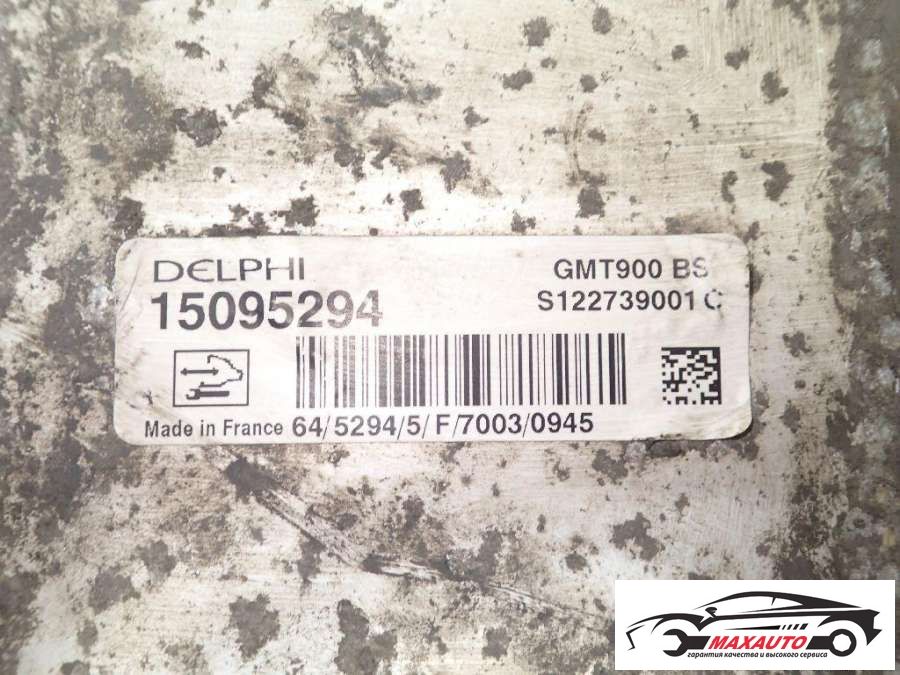 DELPHI
GMT900 BS
15095294
S122739001 C
Made in France 64/5294/5/F/7003/0945
MAXAUTO
гарантия качества и высокого сервиса